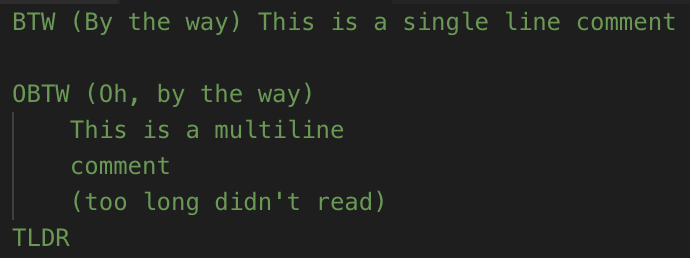 BTW (By the way) This is a single line comment
OBTW (Oh, by the way)
This is a multiline
comment
(too long didn't read)
TLDR